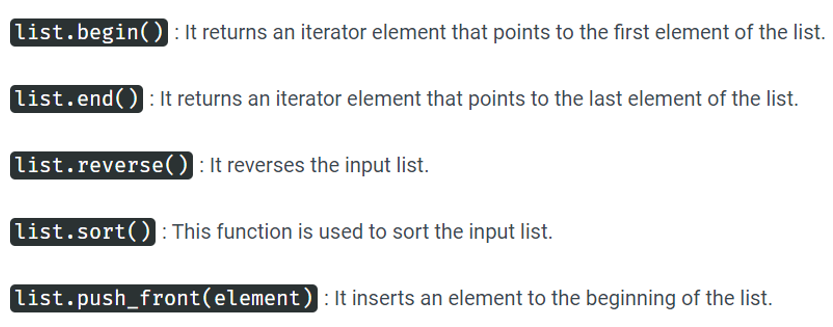 list.begin() : It returns an iterator element that points to the first element of the list.
list.end() : It returns an iterator element that points to the last element of the list.
list.reverse() : It reverses the input list.
list.sort() : This function is used to sort the input list.
list.push_front(element) : It inserts an element to the beginning of the list.